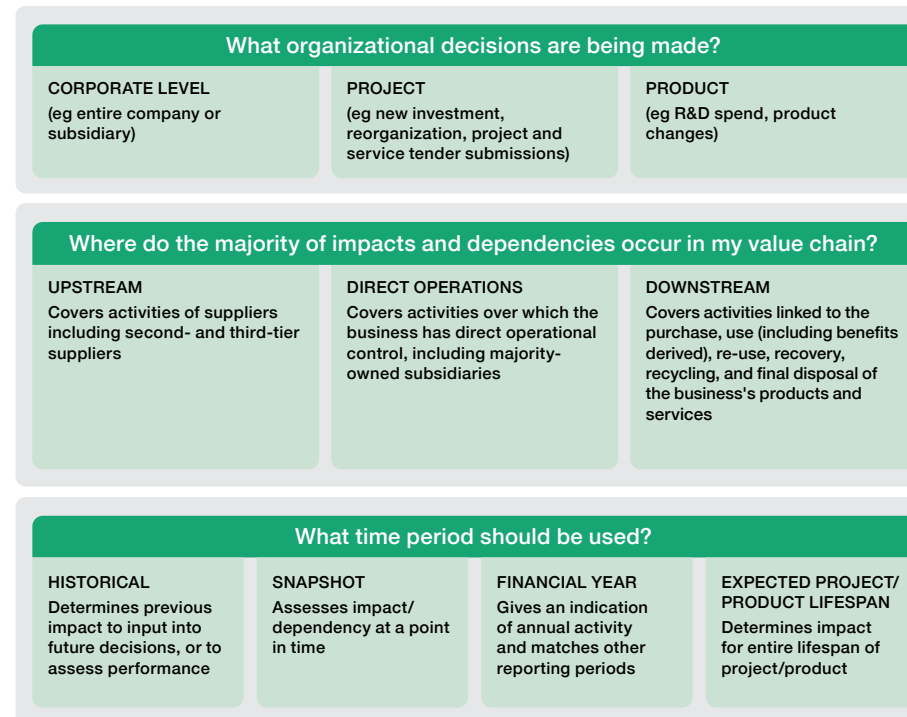 What organizational decisions are being made?
CORPORATE LEVEL
(eg entire company or
subsidiary)
PROJECT
(eg new investment,
reorganization, project and
service tender submissions)
PRODUCT
(eg R&D spend, product
changes)
Where do the majority of impacts and dependencies occur in my value chain?
UPSTREAM
Covers activities of suppliers
including second- and third-tier
suppliers
DIRECT OPERATIONS
Covers activities over which the
business has direct operational
control, including majority-
owned subsidiaries
DOWNSTREAM
Covers activities linked to the
purchase, use (including benefits
derived), re-use, recovery,
recycling, and final disposal of
the business's products and
services
What time period should be used?
HISTORICAL
Determines previous
impact to input into
future decisions, or to
assess performance
SNAPSHOT
Assesses impact/
dependency at a point
in time
FINANCIAL YEAR
Gives an indication
of annual activity
and matches other
reporting periods
EXPECTED PROJECT/
PRODUCT LIFESPAN
Determines impact
for entire lifespan of
project/product